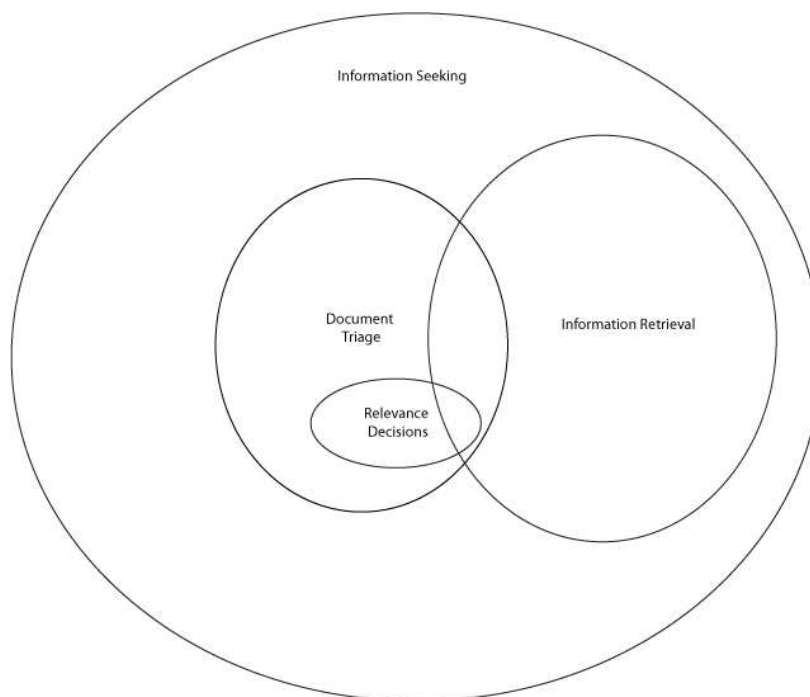 Information Seeking
Document
Triage
Information Retrieval
Relevance
Decisions